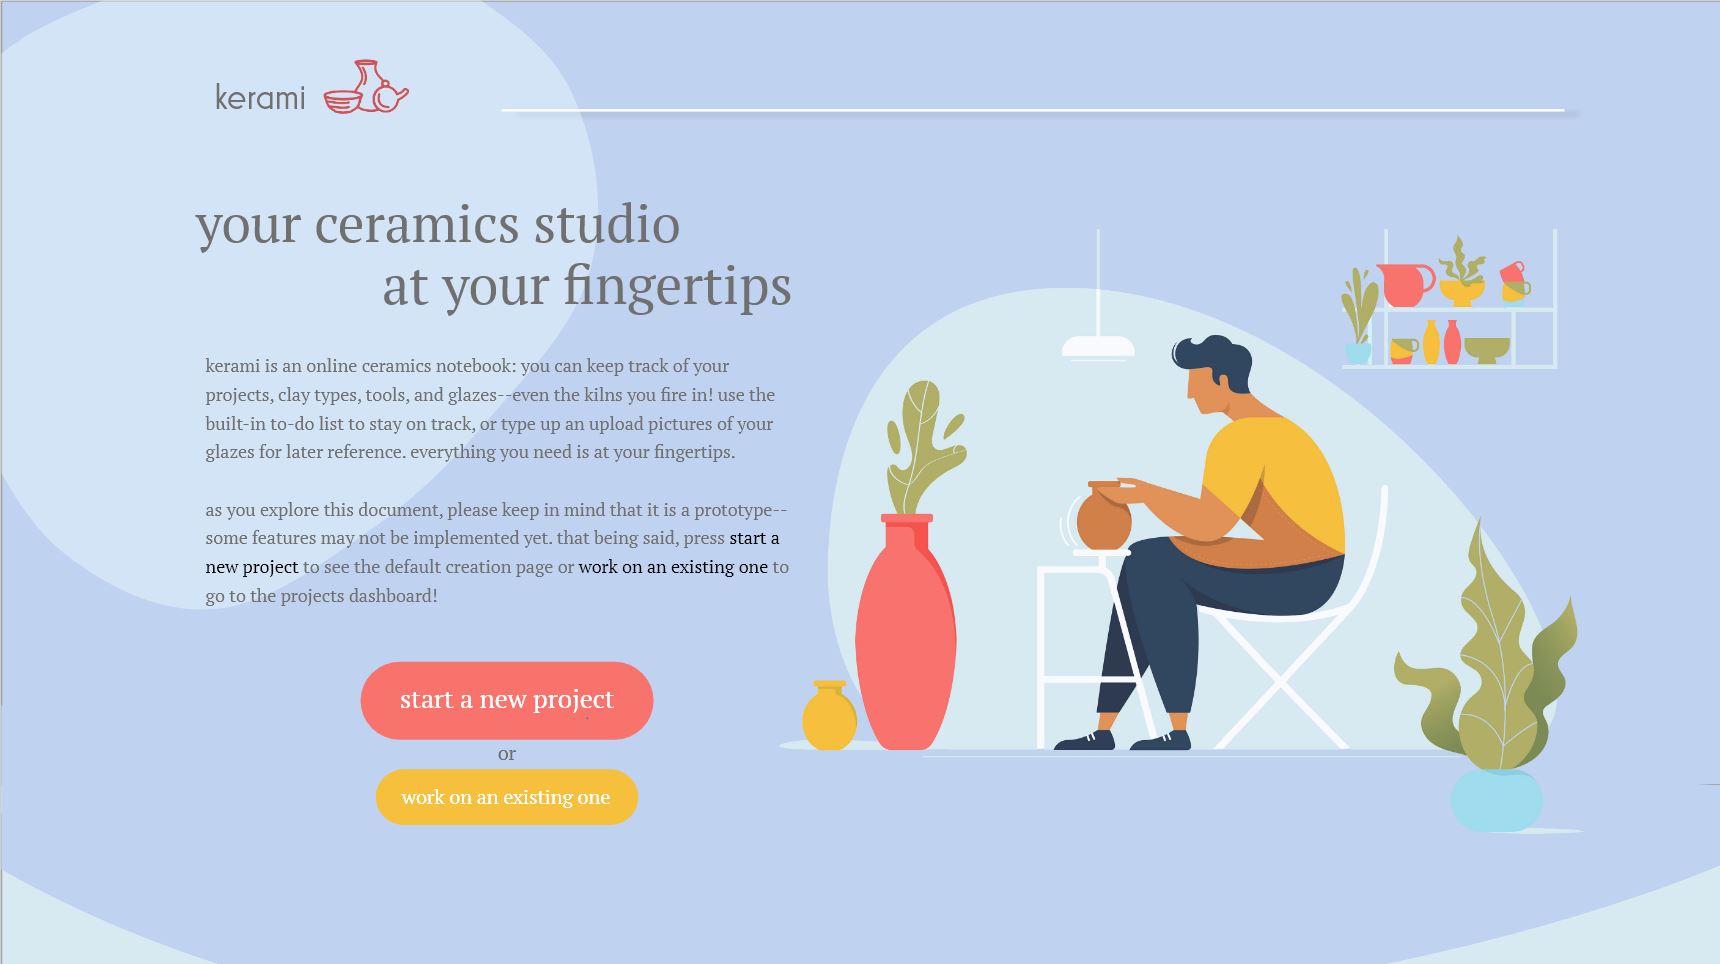 kerami
your ceramics studio
at your fingertips
kerami is an online ceramics notebook: you can keep track of your
projects, clay types, tools, and glazes--even the kilns you fire in! use the
built-in to-do list to stay on track, or type up an upload pictures of your
glazes for later reference. everything you need is at your fingertips.
as you explore this document, please keep in mind that it is a prototype--
some features may not be implemented yet. that being said, press start a
new project to see the default creation page or work on an existing one to
go to the projects dashboard!
start a new project
or
work on an existing one